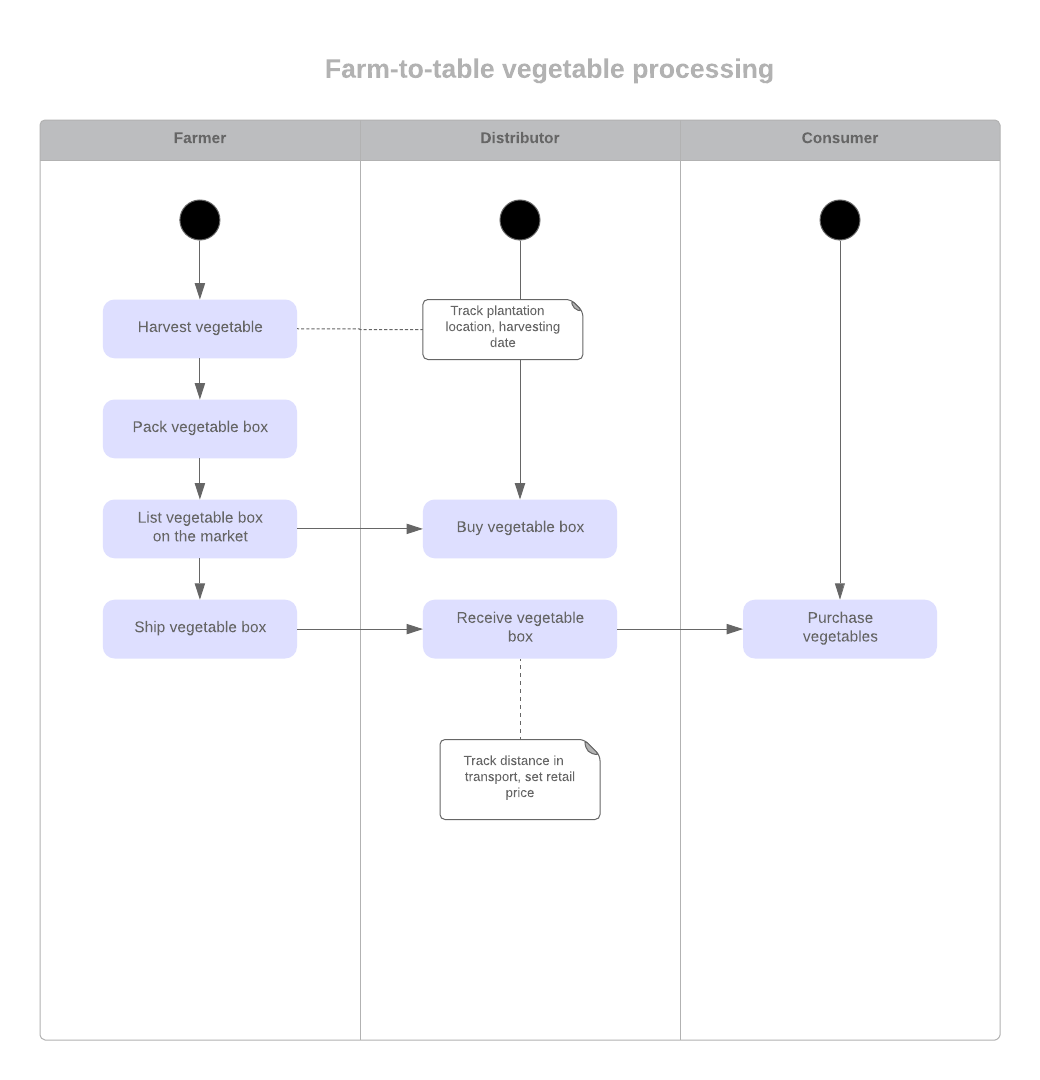 Farm-to-table vegetable processing
Farmer
Distributor
Consumer
Harvest vegetable
Track plantation
location, harvesting
date
Pack vegetable box
List vegetable box
on the market
Buy vegetable box
Ship vegetable box
Receive vegetable
box
Purchase
vegetables
Track distance in
transport, set retail
price